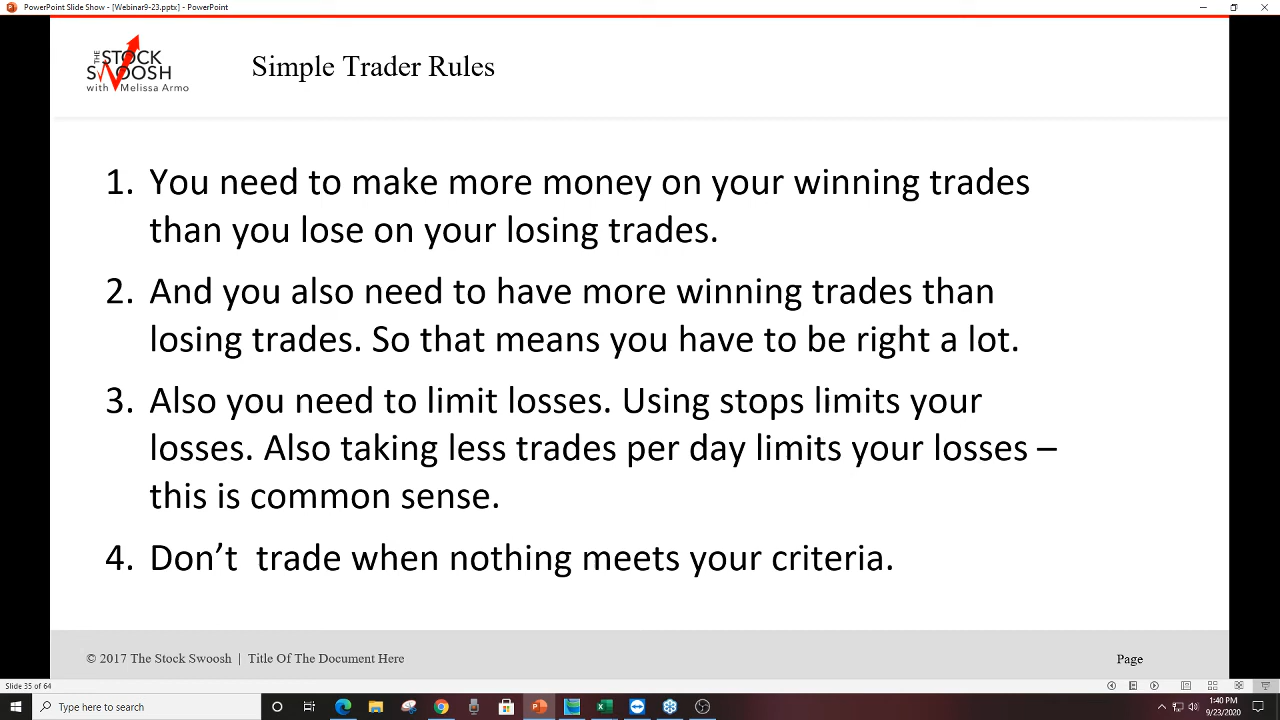 PowerPoint Slide Show - [Webinar9-23.pptx] - PowerPoint
THE STOCK
SWOOSH
with Melissa Armo
Simple Trader Rules
1. You need to make more money on your winning trades
than you lose on your losing trades.
2. And you also need to have more winning trades than
losing trades. So that means you have to be right a lot.
3. Also you need to limit losses. Using stops limits your
losses. Also taking less trades per day limits your losses –
this is common sense.
4. Don’t  trade when nothing meets your criteria.
© 2017 The Stock Swoosh | Title Of The Document Here
Page
Slide 35 of 64
Type here to search
1:40 PM
9/23/2020